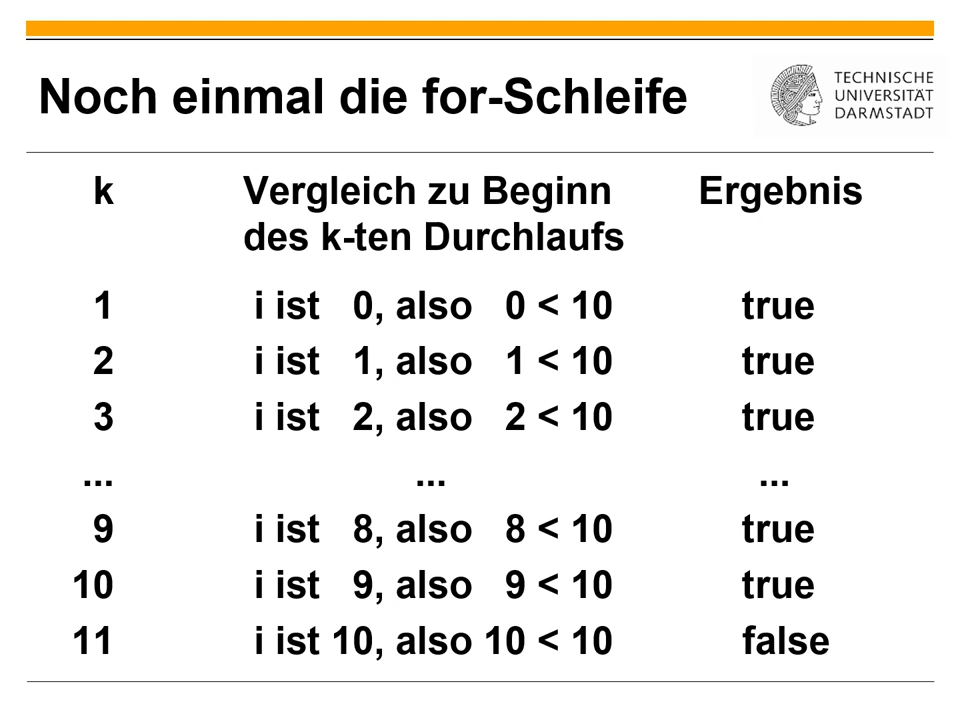 Noch einmal die for-Schleife
TECHNISCHE
UNIVERSITÄT
DARMSTADT
k Vergleich zu Beginn Ergebnis
des k-ten Durchlaufs
1 i ist 0, also 0 < 10 true
2 i ist 1, also 1 < 10 true
3 i ist 2, also 2 < 10 true
... ... ...
9 i ist 8, also 8 < 10 true
10 i ist 9, also 9 < 10 true
11 i ist 10, also 10 < 10 false